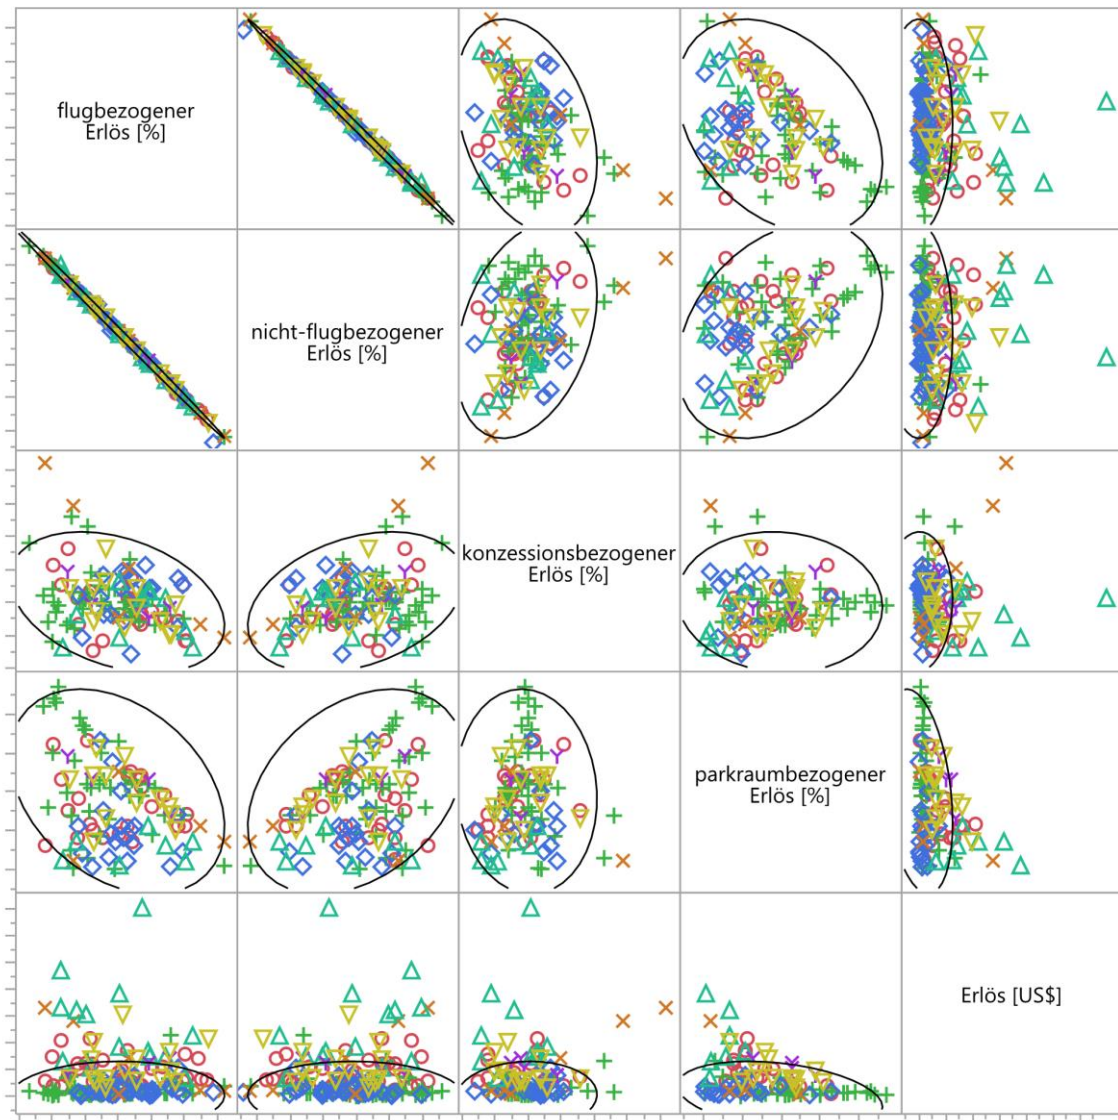 flugbezogener
Erlös [%]
nicht-flugbezogener
Erlös [%]
konzessionsbezogener
Erlös [%]
parkraumbezogener
Erlös [%]
Erlös [US$]